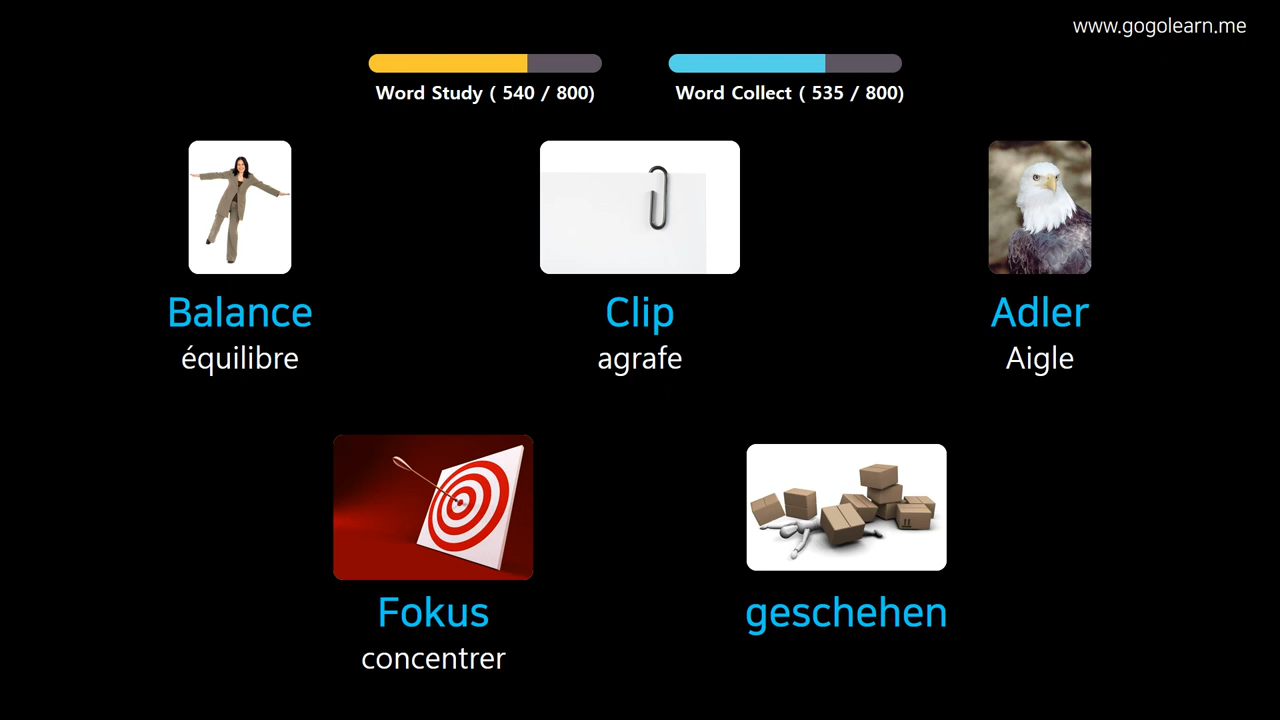 www.gogolearn.me
Word Study ( 540 / 800)
Word Collect ( 535 / 800)
Balance
équilibre
Clip
agrafe
Adler
Aigle
Fokus
concentrer
geschehen